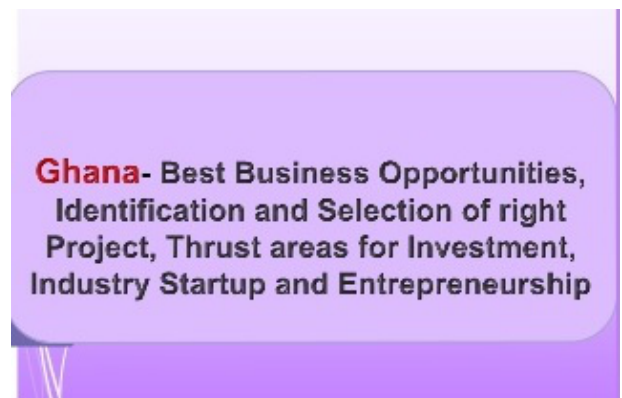 Ghana- Best Business Opportunities,
Identification and Selection of right
Project, Thrust areas for Investment,
Industry Startup and Entrepreneurship